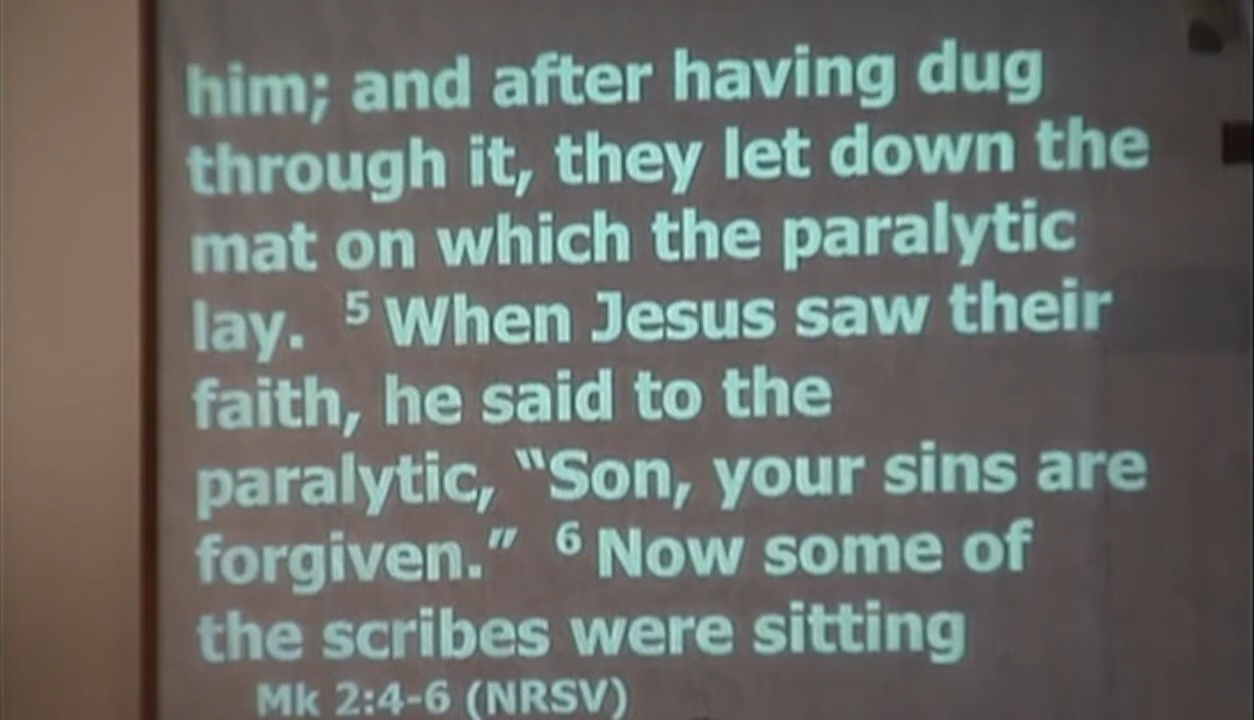 him; and after having dug
through it, they let down the
mat on which the paralytic
lay. ⁵ When Jesus saw their
faith, he said to the
paralytic, “Son, your sins are
forgiven.” ⁶ Now some of
the scribes were sitting
Mk 2:4-6 (NRSV)